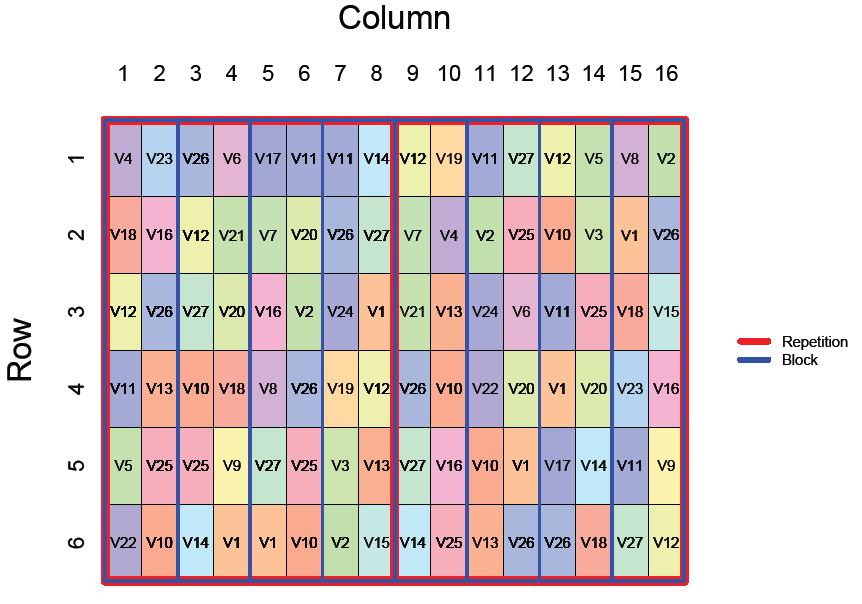 Column
1 2 3 4 5 6 7 8 9 10 11 12 13 14 15 16
Row
1 V4 V23 V26 V6 V17 V11 V11 V14 V12 V19 V11 V27 V12 V5 V8 V2
2 V18 V16 V12 V21 V7 V20 V26 V27 V7 V4 V2 V25 V10 V3 V1 V26
3 V12 V26 V27 V20 V16 V2 V24 V1 V21 V13 V24 V6 V11 V25 V18 V15
4 V11 V13 V10 V18 V8 V26 V19 V12 V26 V10 V22 V20 V1 V20 V23 V16
5 V5 V25 V25 V9 V27 V25 V3 V13 V27 V16 V10 V1 V17 V14 V11 V9
6 V22 V10 V14 V1 V1 V10 V2 V15 V14 V25 V13 V26 V26 V18 V27 V12
Repetition
Block